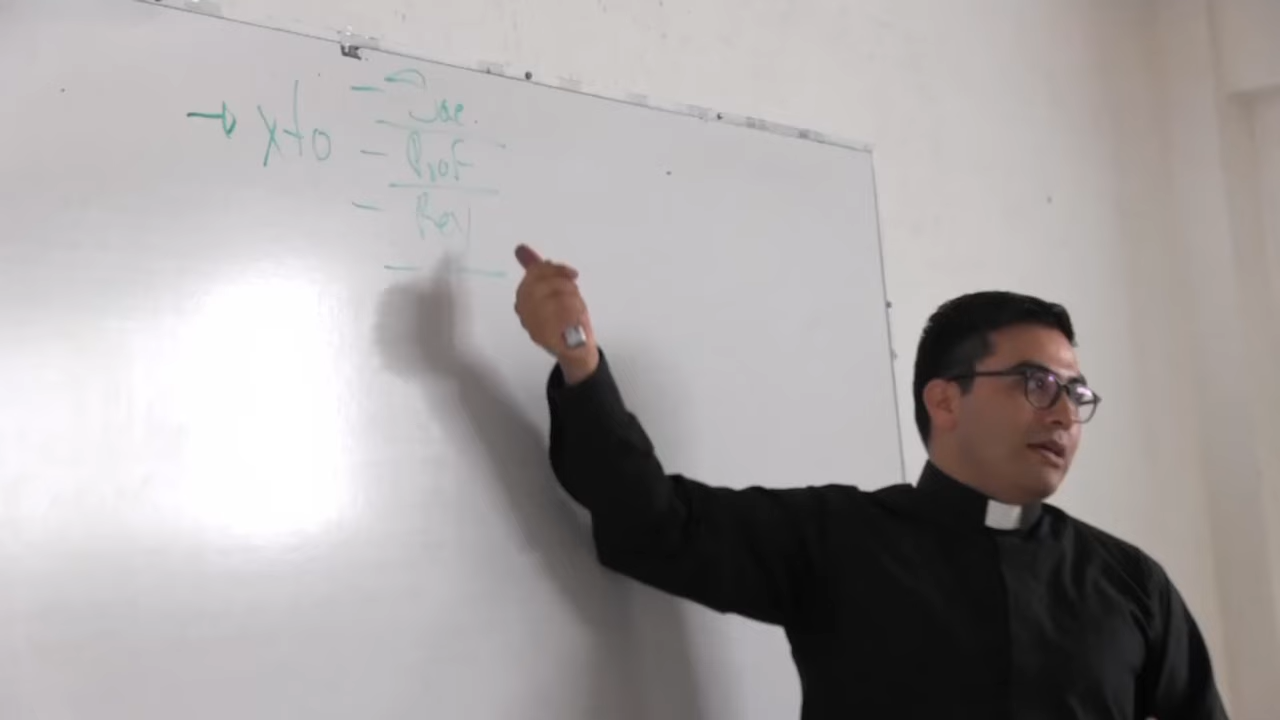 → Xto - Sac.
- Prof
- Rey